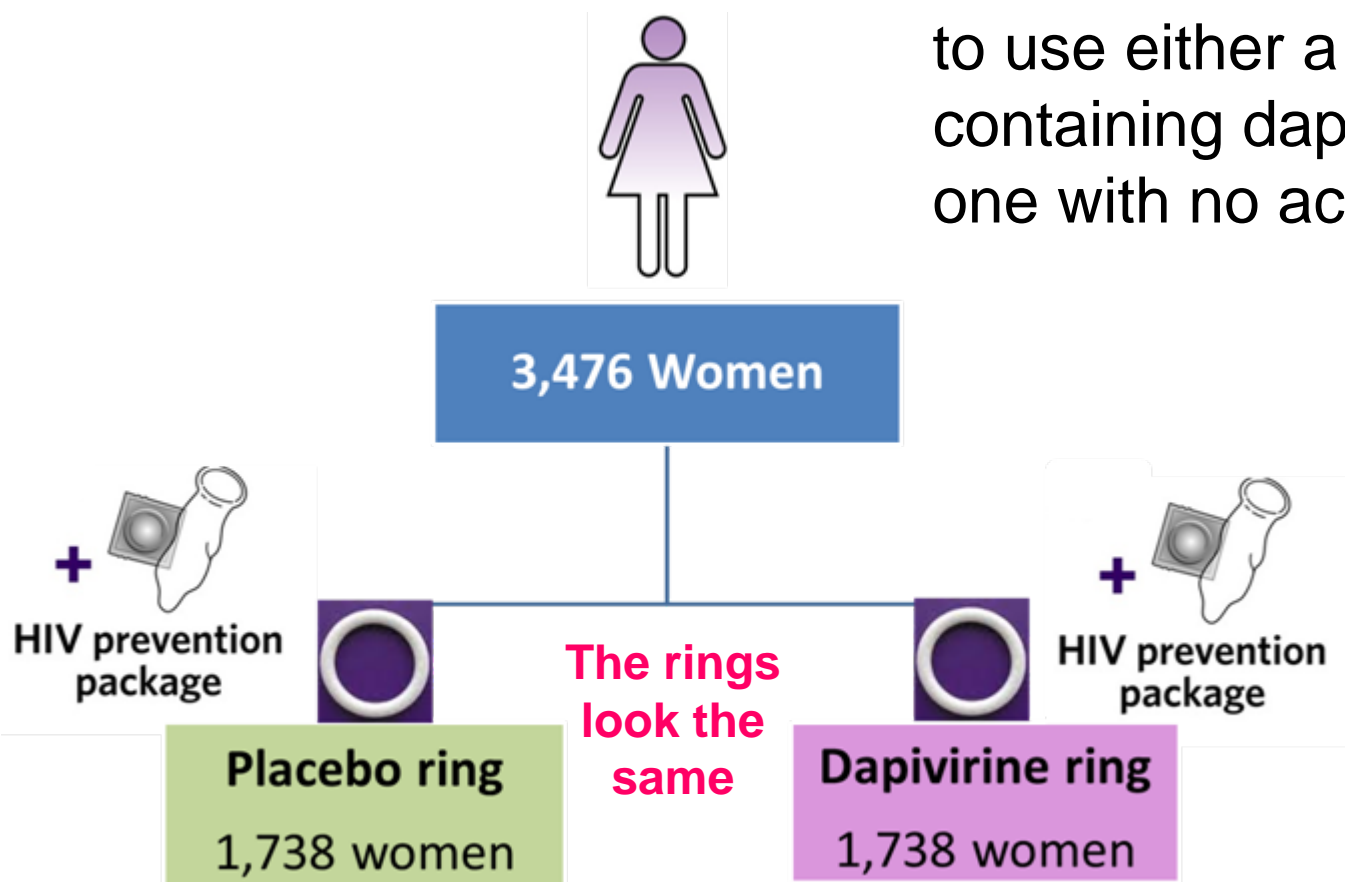 to use either a
containing dap
one with no ac
3,476 Women
+
HIV prevention
package
+
HIV prevention
package
The rings
look the
same
Placebo ring
1,738 women
Dapivirine ring
1,738 women